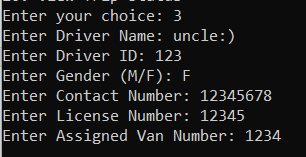 Enter your choice: 3
Enter Driver Name: uncle:)
Enter Driver ID: 123
Enter Gender (M/F): F
Enter Contact Number: 12345678
Enter License Number: 12345
Enter Assigned Van Number: 1234